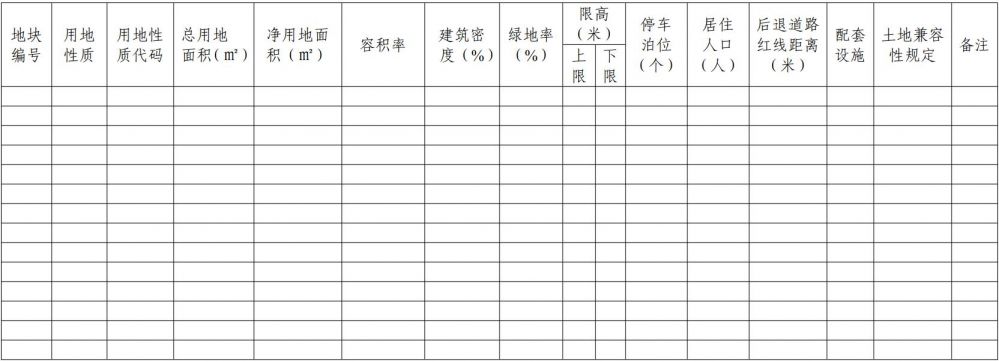 地块
编号
用地
性质
用地性
质代码
总用地
面积(㎡)
净用地面
积（㎡）
容积率
建筑密
度（%）
绿地率
（%）
限高
（米）
上
限
下
限
停车
泊位
（个）
居住
人口
（人）
后退道路
红线距离
（米）
配套
设施
土地兼容
性规定
备注